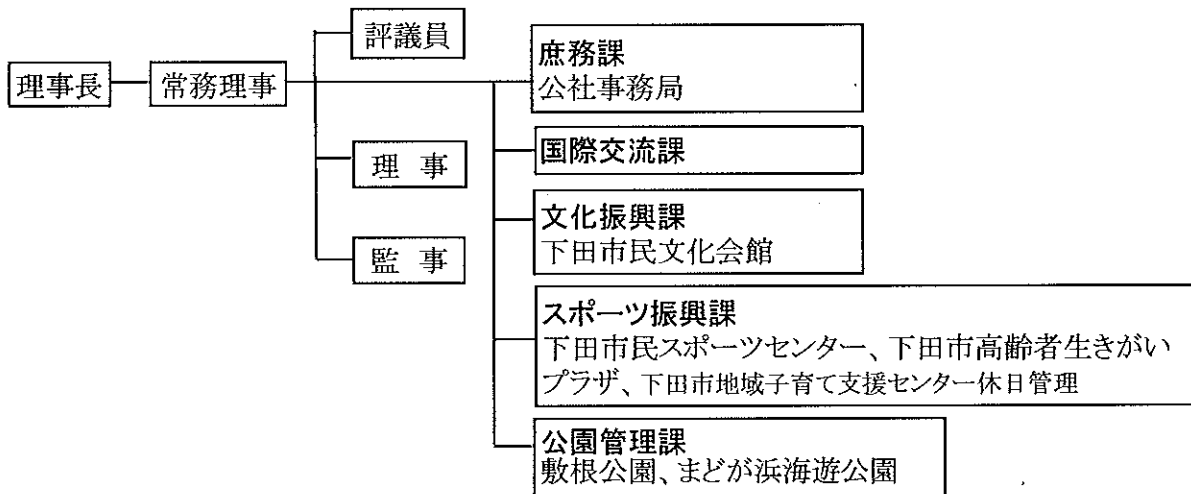 理事長
常務理事
評議員
理 事
監 事
庶務課
公社事務局
国際交流課
文化振興課
下田市民文化会館
スポーツ振興課
下田市民スポーツセンター、下田市高齢者生きがい
プラザ、下田市地域子育て支援センター休日管理
公園管理課
敷根公園、まどが浜海遊公園